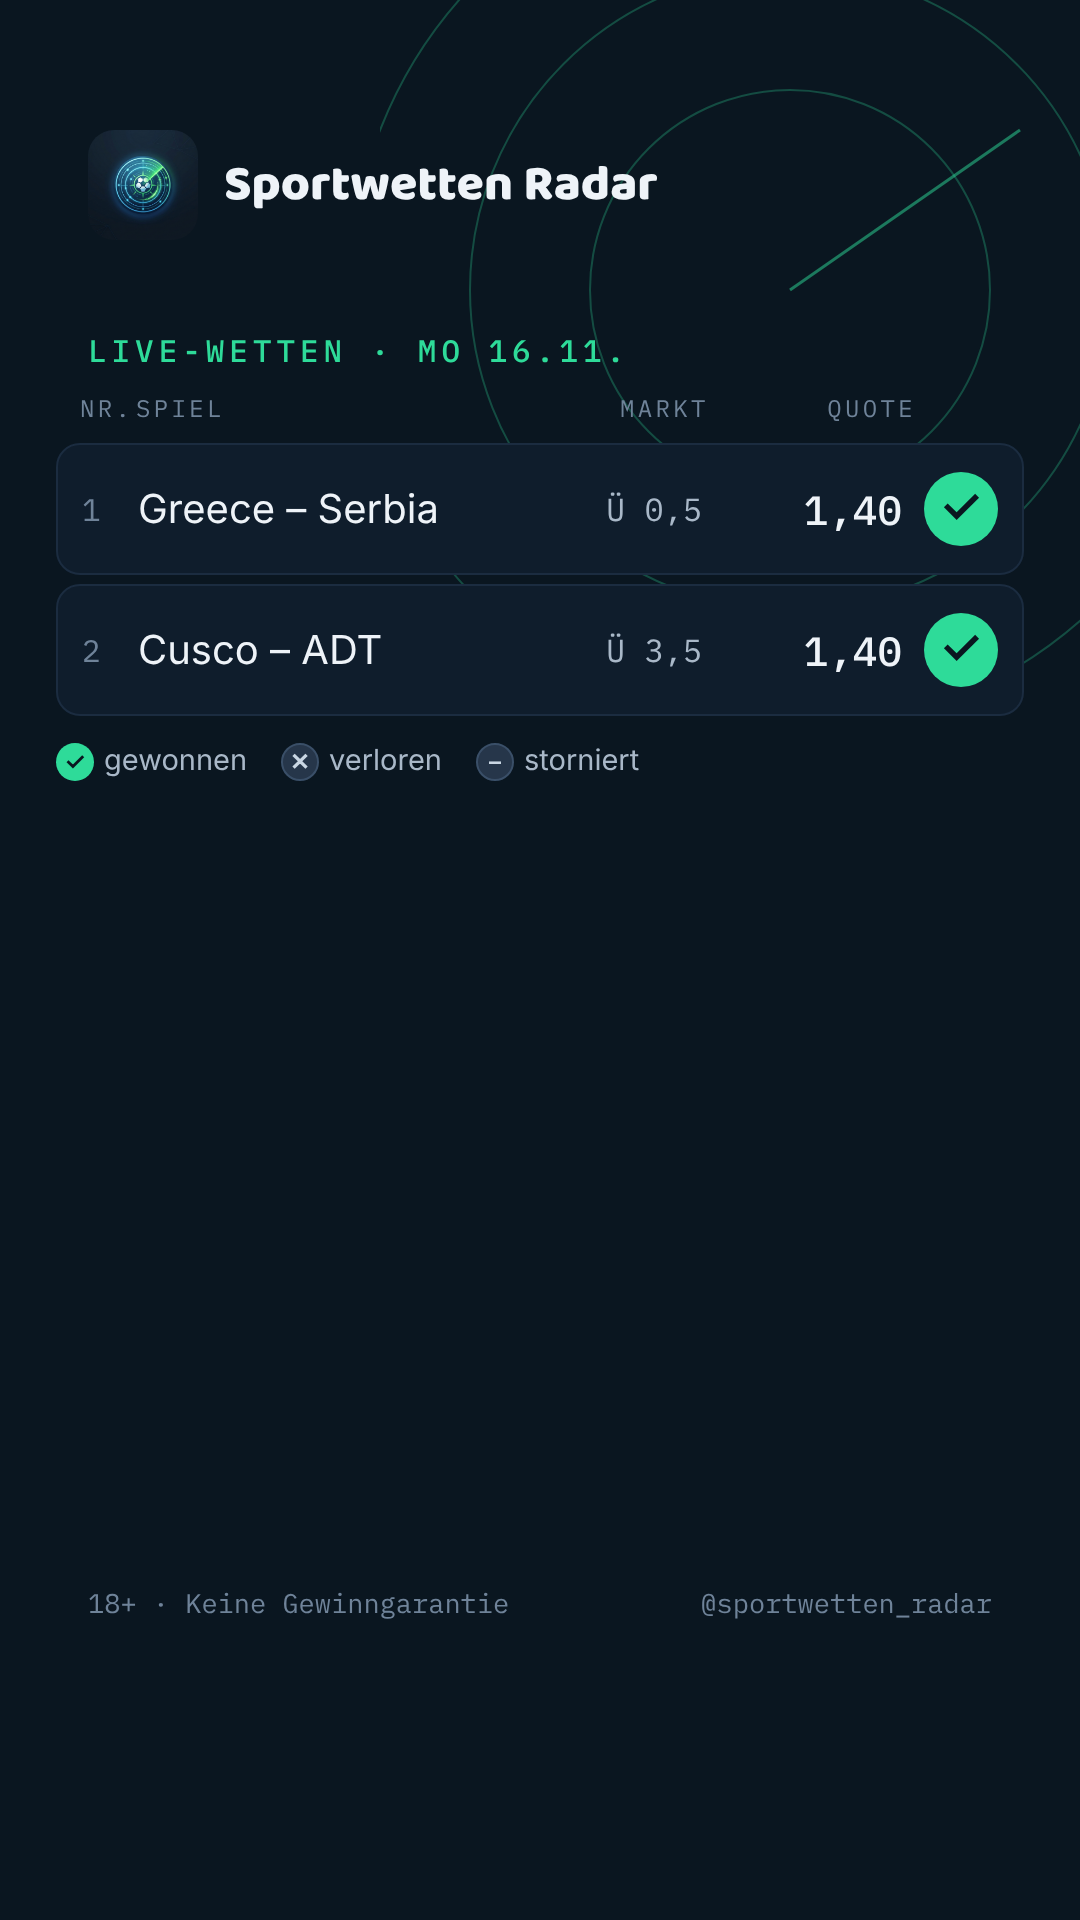 Sportwetten Radar
LIVE-WETTEN · MO 16.11.
NR. SPIEL MARKT QUOTE
1 Greece – Serbia Ü 0,5 1,40
2 Cusco – ADT Ü 3,5 1,40
gewonnen verloren storniert
18+ · Keine Gewinngarantie @sportwetten_radar